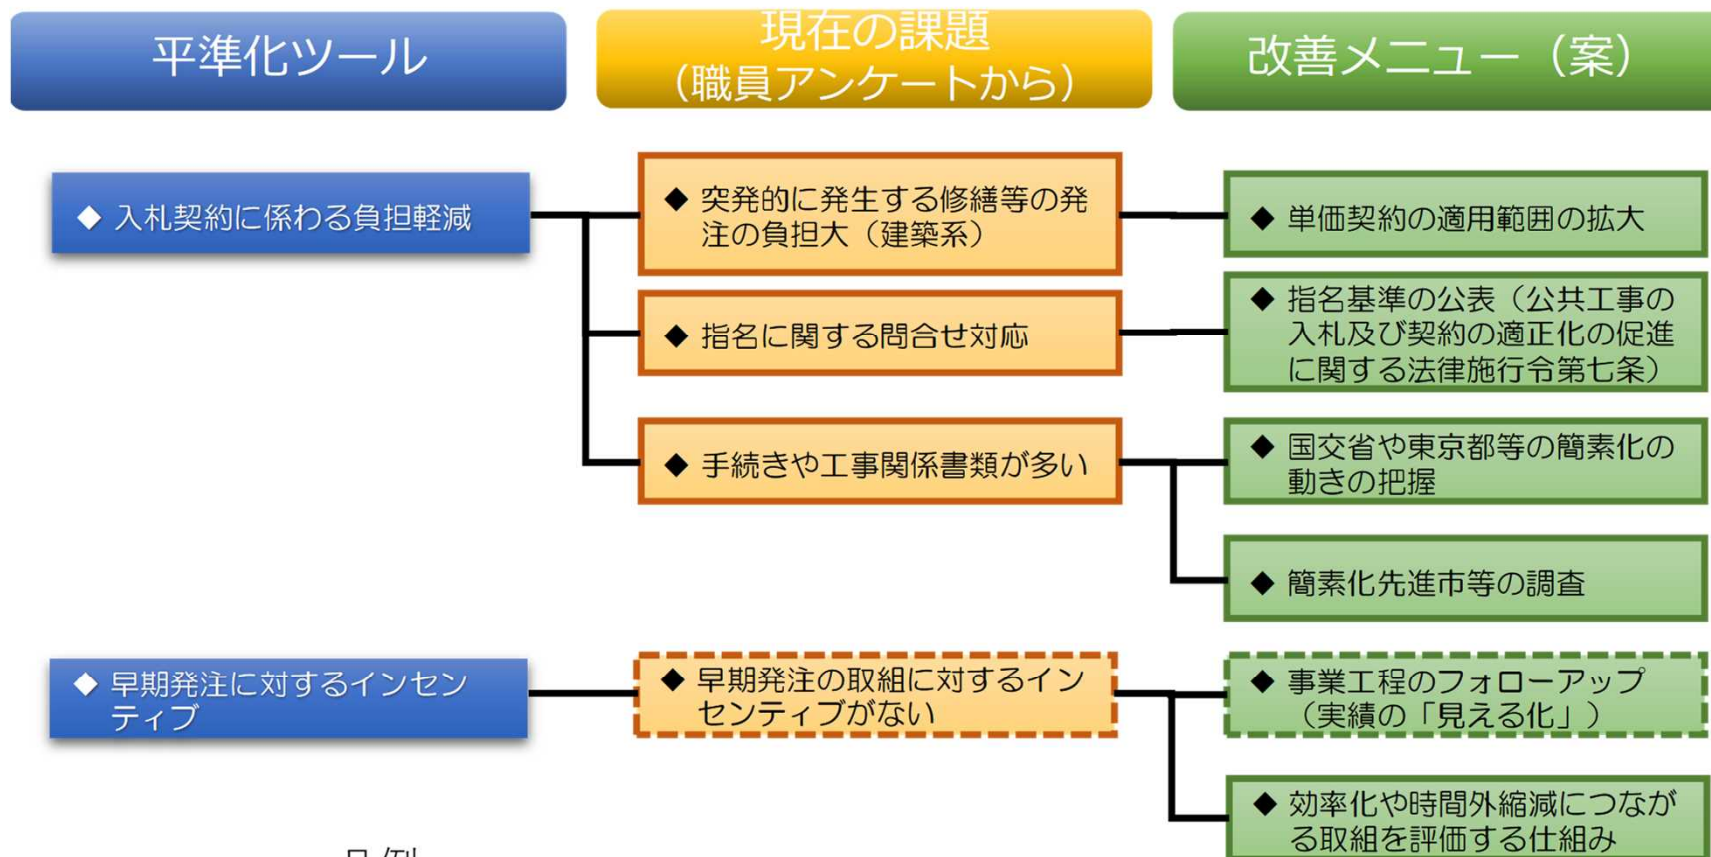 平準化ツール
現在の課題
（職員アンケートから）
改善メニュー（案）
◆ 入札契約に係わる負担軽減
◆ 突発的に発生する修繕等の発
注の負担大（建築系）
◆ 単価契約の適用範囲の拡大
◆ 指名に関する問合せ対応
◆ 指名基準の公表（公共工事の
入札及び契約の適正化の促進
に関する法律施行令第七条）
◆ 手続きや工事関係書類が多い
◆ 国交省や東京都等の簡素化の
動きの把握
◆ 簡素化先進市等の調査
◆ 早期発注に対するインセン
ティブ
◆ 早期発注の取組に対するイン
センティブがない
◆ 事業工程のフォローアップ
（実績の「見える化」）
◆ 効率化や時間外縮減につなが
る取組を評価する仕組み
凡例